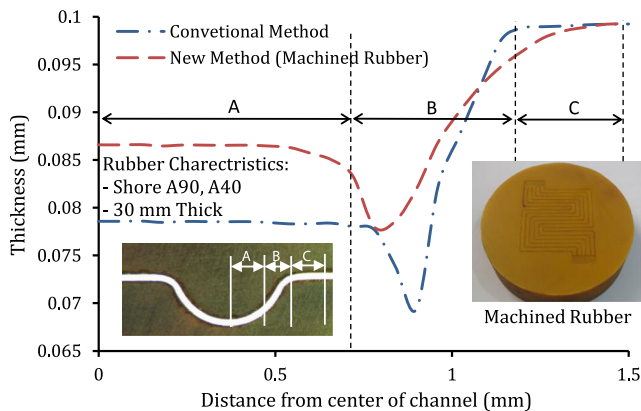 0.1
0.095
0.09
0.085
0.08
0.075
0.07
0.065
Thickness (mm)
Convetional Method
New Method (Machined Rubber)
A
B
C
Rubber Charectristics:
- Shore A90, A40
- 30 mm Thick
A
B
C
Machined Rubber
0
0.5
1
1.5
Distance from center of channel (mm)